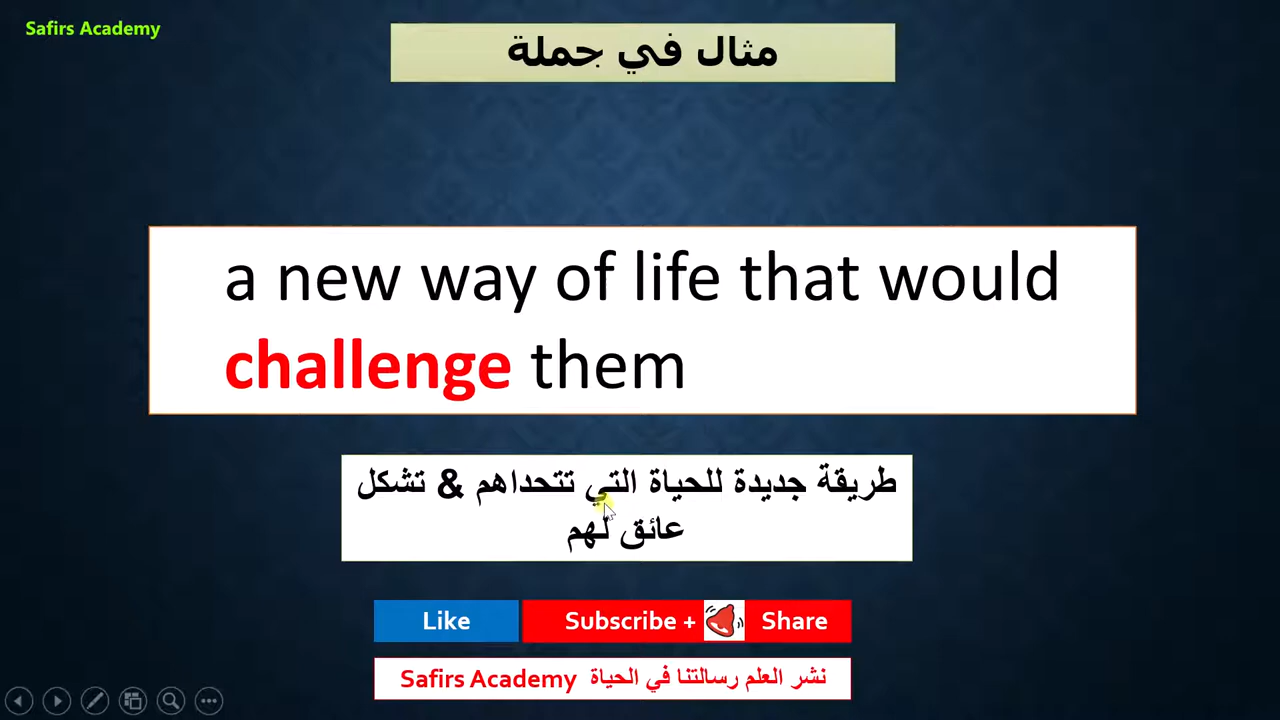 Safirs Academy
مثال في جملة
a new way of life that would
challenge them
طريقة جديدة للحياة التي تتحداهم & تشكل
عائق لهم
Like
Subscribe + Share
نشر العلم رسالتنا في الحياة Safirs Academy